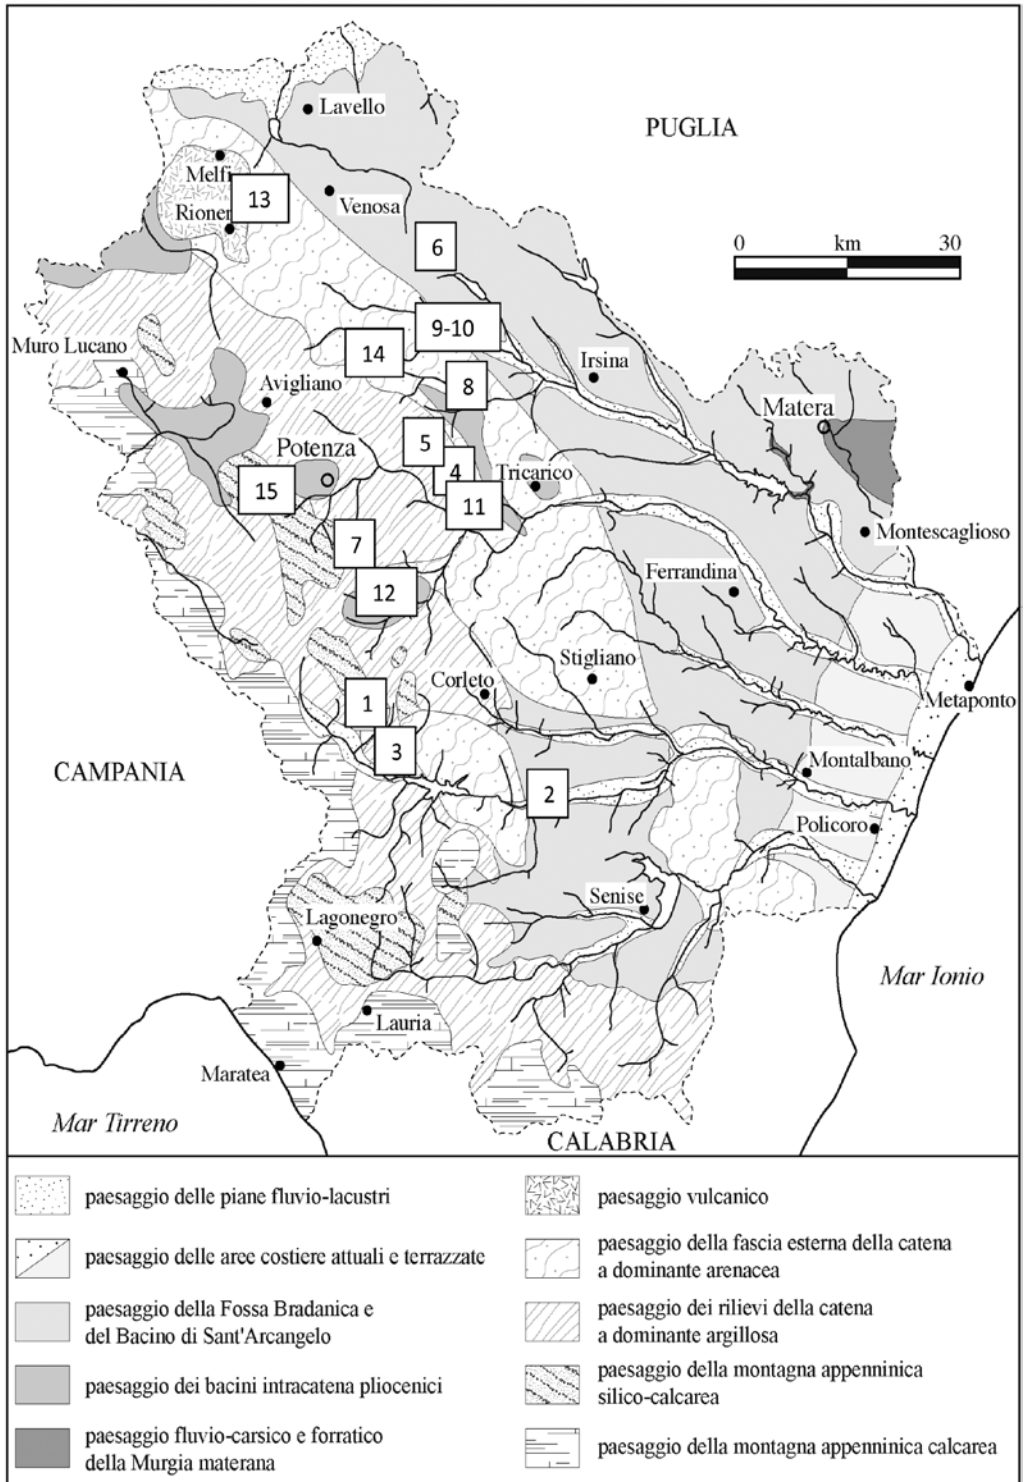 Lavello
PUGLIA
Melfi
13
Venosa
Rioner
6
0 km 30
9-10
Muro Lucano
14
Irsina
8
Avigliano
Matera
5
Potenza
4
Tricarico
15
11
Montescaglioso
7
Ferrandina
12
Stigliano
Corleto
1
Metaponto
3
CAMPANIA
Montalbano
2
Policoro
Senise
Lagonegro
Mar Ionio
Lauria
Maratea
Mar Tirreno
CALABRIA
paesaggio delle piane fluvio-lacustri
paesaggio delle aree costiere attuali e terrazzate
paesaggio della Fossa Bradanica e
del Bacino di Sant'Arcangelo
paesaggio dei bacini intracatena pliocenici
paesaggio fluvio-carsico e forratico
della Murgia materana
paesaggio vulcanico
paesaggio della fascia esterna della catena
a dominante arenacea
paesaggio dei rilievi della catena
a dominante argillosa
paesaggio della montagna appenninica
silico-calcarea
paesaggio della montagna appenninica calcarea